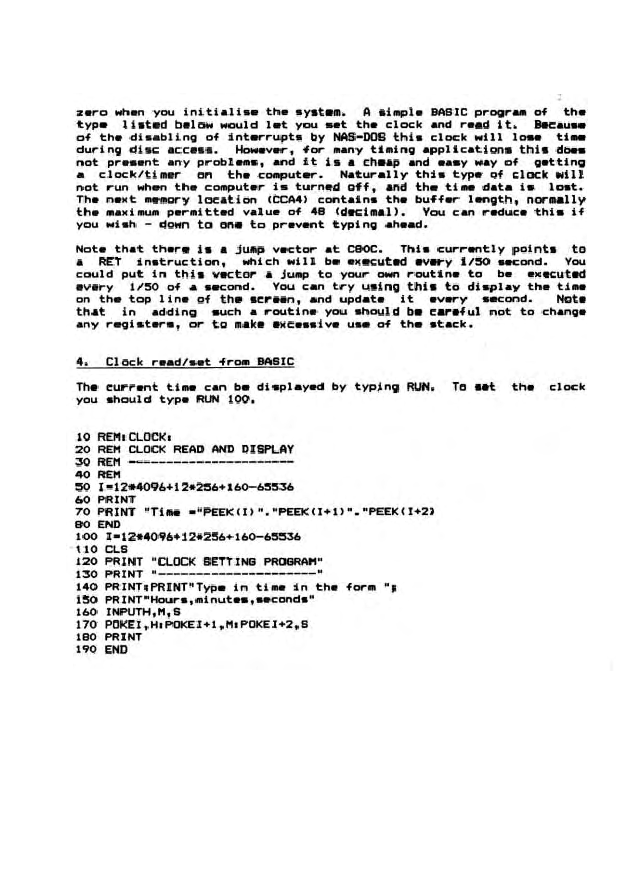 zero when you initialise the system. A simple BASIC program of the
type listed below would let you set the clock and read it. Because
of the disabling of interrupts by NAS-DOS this clock will lose time
during disc access. However, for many timing applications this does
not present any problems, and it is a cheap and easy way of getting
a clock/timer on the computer. Naturally this type of clock will
not run when the computer is turned off, and the time data is lost.
The next memory location (CCA4) contains the buffer length, normally
the maximum permitted value of 48 (decimal). You can reduce this if
you wish - down to one to prevent typing ahead.
Note that there is a jump vector at C80C. This currently points to
a RET instruction, which will be executed every 1/50 second. You
could put in this vector a jump to your own routine to be executed
every 1/50 of a second. You can try using this to display the time
on the top line of the screen, and update it every second. Note
that in adding such a routine you should be careful not to change
any registers, or to make excessive use of the stack.
4. Clock read/set from BASIC
The current time can be displayed by typing RUN. To set the clock
you should type RUN 100.
10 REM:CLOCK:
20 REM CLOCK READ AND DISPLAY
30 REM -----------------------
40 REM
50 I=12*4096+12*256+160-65536
60 PRINT
70 PRINT "Time ="PEEK(I)"."PEEK(I+1)"."PEEK(I+2)
80 END
100 I=12*4096+12*256+160-65536
110 CLS
120 PRINT "CLOCK SETTING PROGRAM"
130 PRINT "---------------------"
140 PRINT:PRINT"Type in time in the form ";
150 PRINT"Hours,minutes,seconds"
160 INPUTH,M,S
170 POKEI,H:POKEI+1,M:POKEI+2,S
180 PRINT
190 END